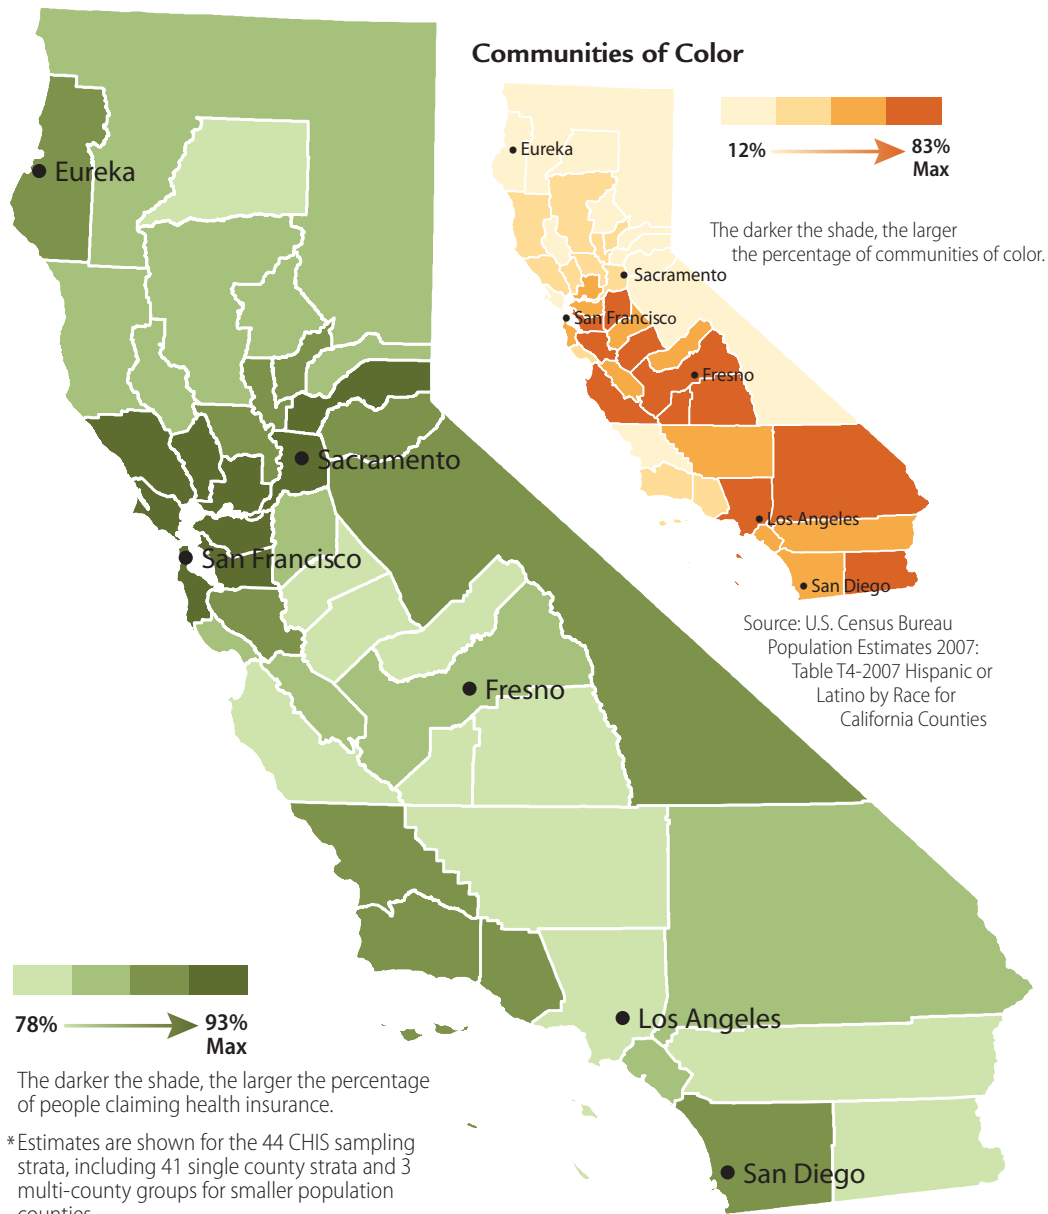 Communities of Color
12%
83%
Max
The darker the shade, the larger
the percentage of communities of color.
Eureka
Sacramento
San Francisco
Fresno
Los Angeles
San Diego
Source: U.S. Census Bureau
Population Estimates 2007:
Table T4-2007 Hispanic or
Latino by Race for
California Counties
Eureka
Sacramento
San Francisco
Fresno
Los Angeles
San Diego
78%
93%
Max
The darker the shade, the larger the percentage
of people claiming health insurance.
*Estimates are shown for the 44 CHIS sampling
strata, including 41 single county strata and 3
multi-county groups for smaller population
counties